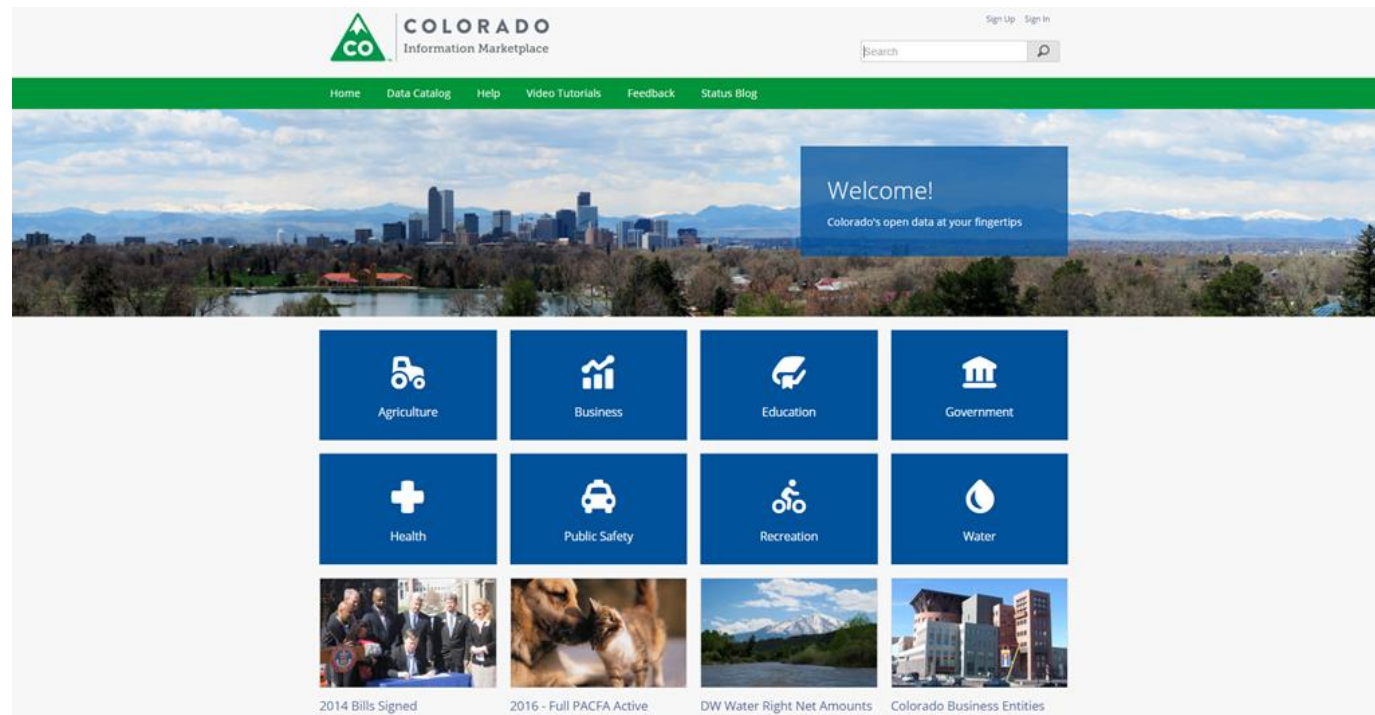 COLORADO
Information Marketplace
CO
Sign Up Sign In
Search
Home Data Catalog Help Video Tutorials Feedback Status Blog
Welcome!
Colorado's open data at your fingertips
Agriculture Business Education Government
Health Public Safety Recreation Water
2014 Bills Signed 2016 - Full PACFA Active DW Water Right Net Amounts Colorado Business Entities